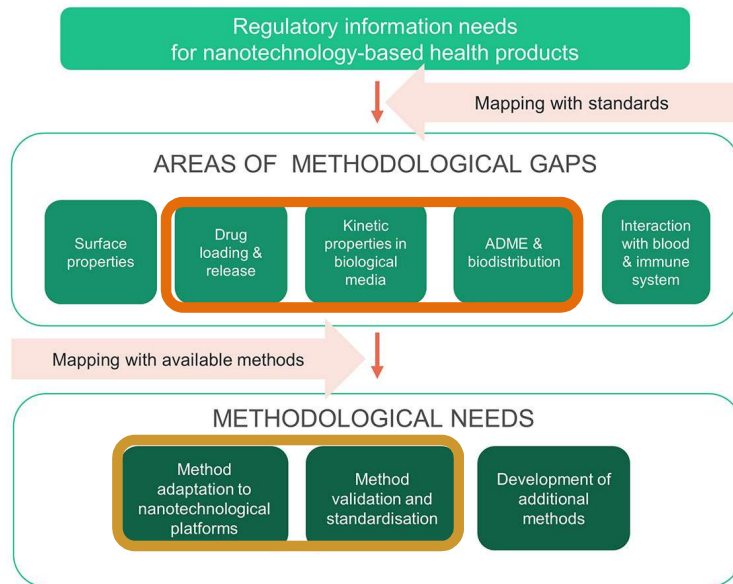 Regulatory information needs
for nanotechnology-based health products
Mapping with standards
AREAS OF METHODOLOGICAL GAPS
Surface
properties
Drug
loading &
release
Kinetic
properties in
biological
media
ADME &
biodistribution
Interaction
with blood
& immune
system
Mapping with available methods
METHODOLOGICAL NEEDS
Method
adaptation to
nanotechnological
platforms
Method
validation and
standardisation
Development of
additional
methods